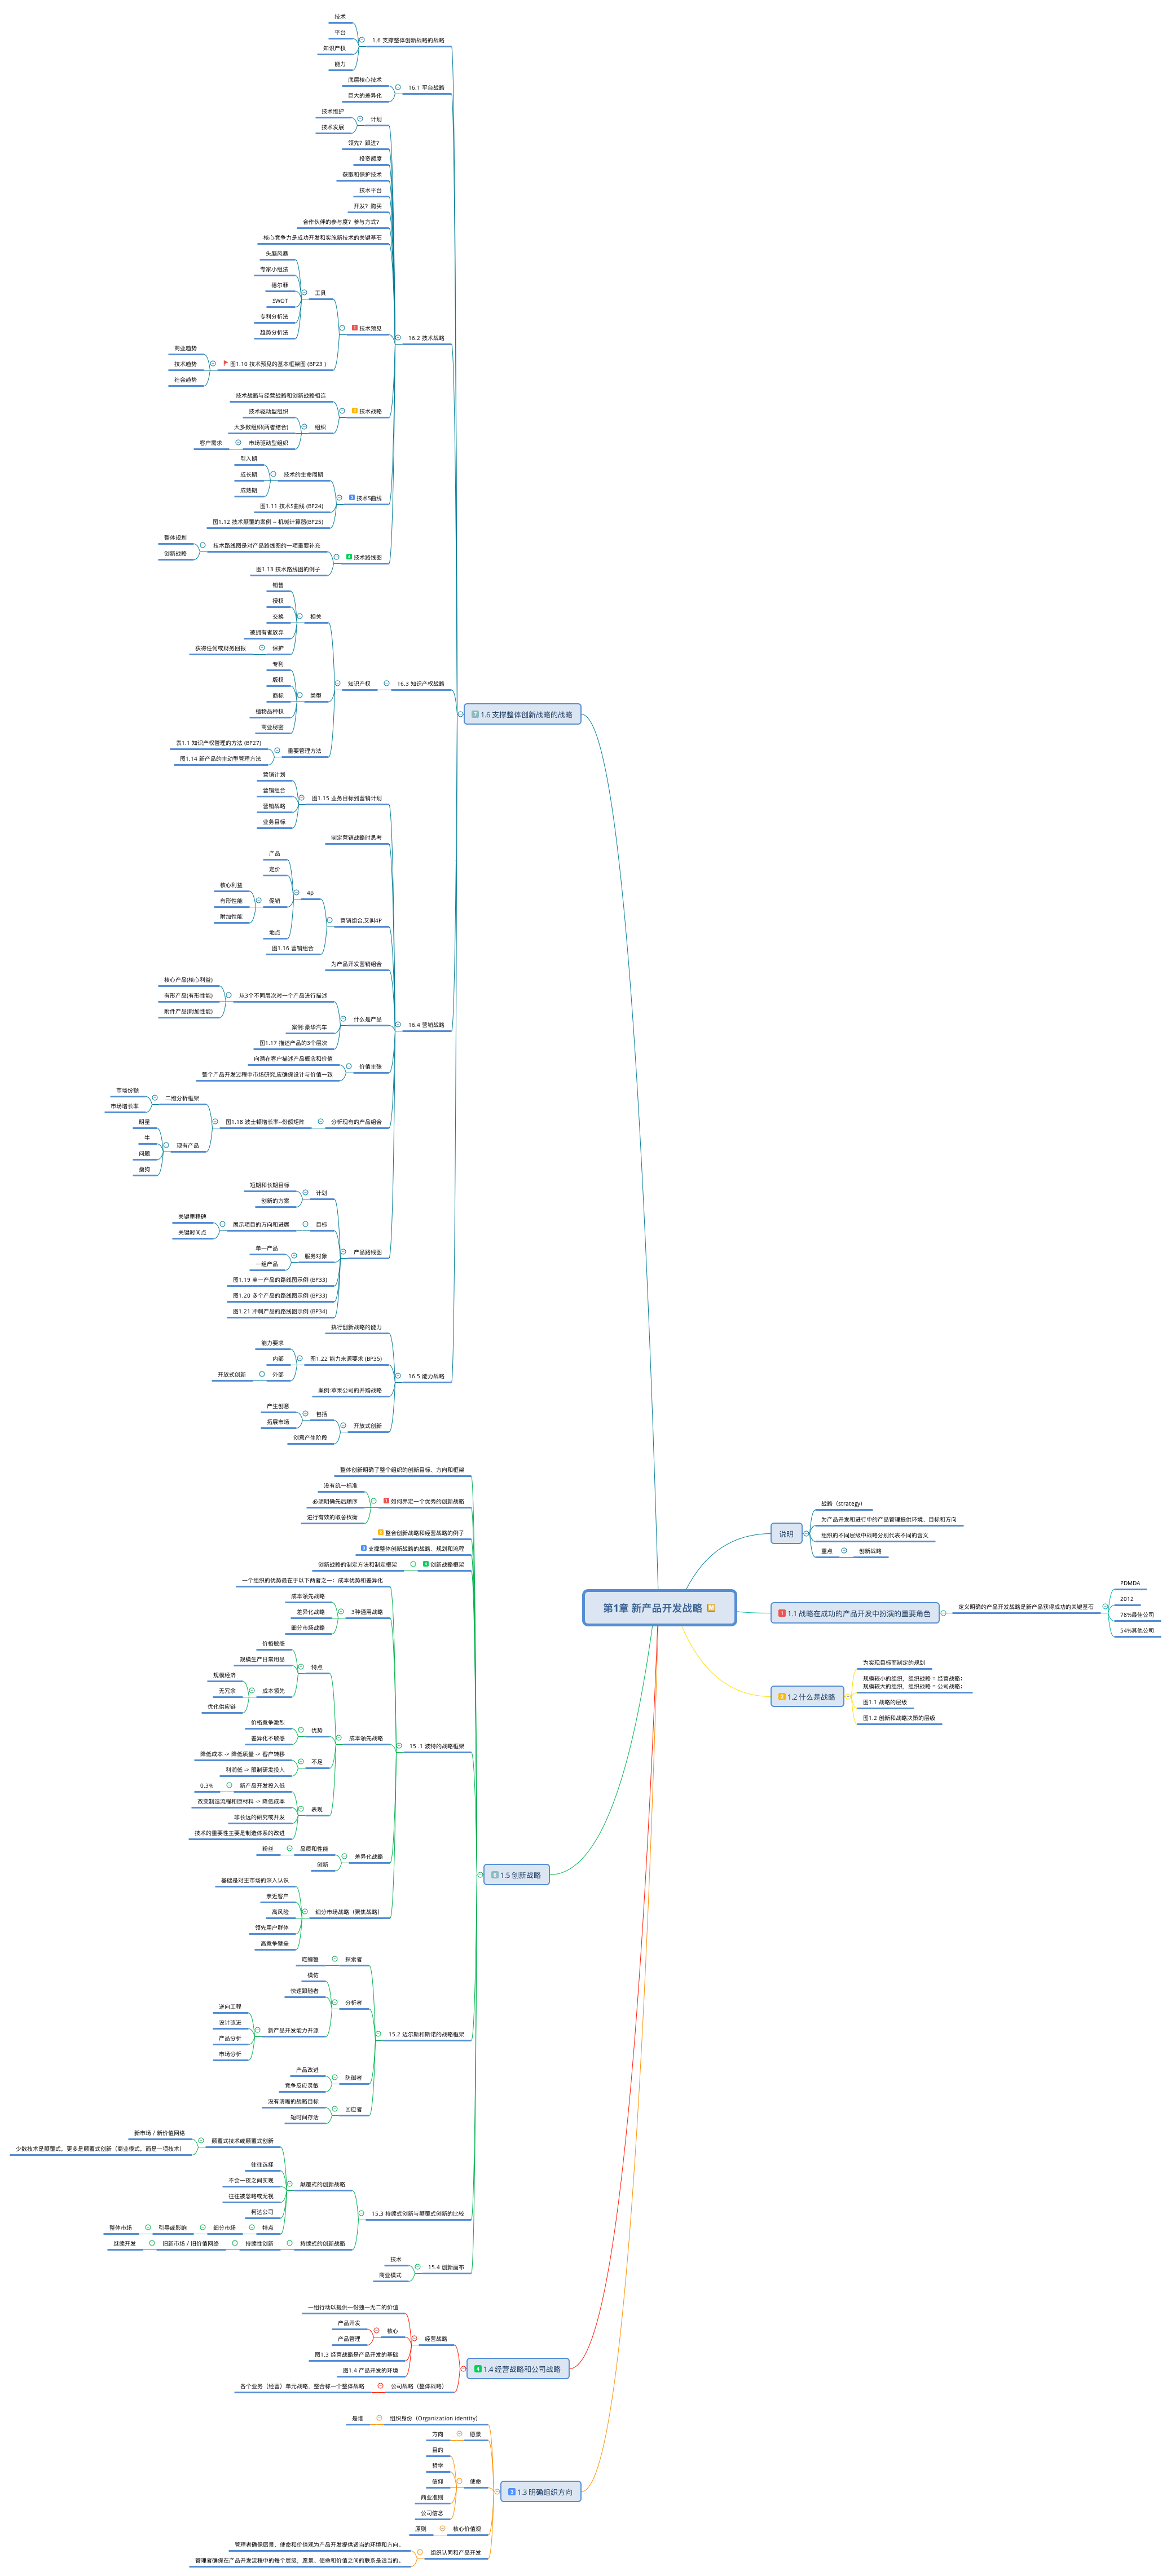 第1章 新产品开发战略
说明
战略（strategy）
为产品开发和进行中的产品管理提供环境、目标和方向
组织的不同层级中战略分别代表不同的含义
重点
创新战略
1.1 战略在成功的产品开发中扮演的重要角色
定义明确的产品开发战略是新产品获得成功的关键基石
PDMDA
2012
78%最佳公司
54%其他公司
1.2 什么是战略
为实现目标而制定的规划
规模较小的组织，组织战略 = 经营战略；
规模较大的组织，组织战略 = 公司战略；
图1.1 战略的层级
图1.2 创新和战略决策的层级
1.3 明确组织方向
组织身份（Organization identity）
是谁
愿景
方向
使命
目的
哲学
信仰
商业准则
公司信念
核心价值观
原则
组织认同和产品开发
管理者确保愿景、使命和价值观为产品开发提供适当的环境和方向。
管理者确保在产品开发流程中的每个层级，愿景、使命和价值之间的联系是适当的。
1.4 经营战略和公司战略
经营战略
一组行动以提供一份独一无二的价值
核心
产品开发
产品管理
图1.3 经营战略是产品开发的基础
图1.4 产品开发的环境
公司战略（整体战略）
各个业务（经营）单元战略，整合称一个整体战略
1.5 创新战略
整体创新明确了整个组织的创新目标、方向和框架
如何界定一个优秀的创新战略
没有统一标准
必须明确先后顺序
进行有效的取舍权衡
整合创新战略和经营战略的例子
支撑整体创新战略的战略、规划和流程
创新战略框架
创新战略的制定方法和制定框架
15 .1 波特的战略框架
一个组织的优势最在于以下两者之一：成本优势和差异化
3种通用战略
成本领先战略
差异化战略
细分市场战略
成本领先战略
特点
价格敏感
规模生产日常用品
成本领先
规模经济
无冗余
优化供应链
优势
价格竞争激烈
差异化不敏感
不足
降低成本 -> 降低质量 -> 客户转移
利润低 -> 限制研发投入
表现
新产品开发投入低
0.3%
改变制造流程和原材料 -> 降低成本
非长远的研究或开发
技术的重要性主要是制造体系的改进
差异化战略
品质和性能
粉丝
创新
细分市场战略（聚焦战略）
基础是对主市场的深入认识
亲近客户
高风险
领先用户群体
高竞争壁垒
15.2 迈尔斯和斯诺的战略框架
探索者
吃螃蟹
分析者
模仿
快速跟随者
新产品开发能力开源
逆向工程
设计改进
产品分析
市场分析
防御者
产品改进
竞争反应灵敏
回应者
没有清晰的战略目标
短时间存活
15.3 持续式创新与颠覆式创新的比较
颠覆式的创新战略
颠覆式技术或颠覆式创新
新市场 / 新价值网络
少数技术是颠覆式，更多是颠覆式创新（商业模式，而是一项技术）
往往选择
不会一夜之间实现
往往被忽略或无视
柯达公司
特点
细分市场
引导或影响
整体市场
持续式的创新战略
持续性创新
旧新市场 / 旧价值网络
继续开发
15.4 创新画布
技术
商业模式
1.6 支撑整体创新战略的战略
1.6 支撑整体创新战略的战略
技术
平台
知识产权
能力
16.1 平台战略
底层核心技术
巨大的差异化
16.2 技术战略
计划
技术维护
技术发展
领先？跟进？
投资额度
获取和保护技术
技术平台
开发？购买
合作伙伴的参与度？参与方式？
核心竞争力是成功开发和实施新技术的关键基石
技术预见
工具
头脑风暴
专家小组法
德尔菲
SWOT
专利分析法
趋势分析法
图1.10 技术预见的基本框架图 (BP23 )
商业趋势
技术趋势
社会趋势
技术战略
技术战略与经营战略和创新战略相连
组织
技术驱动型组织
大多数组织(两者结合)
市场驱动型组织
客户需求
技术S曲线
技术的生命周期
引入期
成长期
成熟期
图1.11 技术S曲线 (BP24)
图1.12 技术颠覆的案例 – 机械计算器(BP25)
技术路线图
技术路线图是对产品路线图的一项重要补充
整体规划
创新战略
图1.13 技术路线图的例子
16.3 知识产权战略
知识产权
相关
销售
授权
交换
被拥有者放弃
保护
获得任何或财务回报
类型
专利
版权
商标
植物品种权
商业秘密
重要管理方法
表1.1 知识产权管理的方法 (BP27)
图1.14 新产品的主动型管理方法
16.4 营销战略
图1.15 业务目标到营销计划
营销计划
营销组合
营销战略
业务目标
制定营销战略时思考
营销组合,又叫4P
4p
产品
定价
促销
核心利益
有形性能
附加性能
地点
图1.16 营销组合
为产品开发营销组合
什么是产品
从3个不同层次对一个产品进行描述
核心产品(核心利益)
有形产品(有形性能)
附件产品(附加性能)
案例:豪华汽车
图1.17 描述产品的3个层次
价值主张
向潜在客户描述产品概念和价值
整个产品开发过程中市场研究,应确保设计与价值一致
分析现有的产品组合
图1.18 波士顿增长率–份额矩阵
二维分析框架
市场份额
市场增长率
现有产品
明星
牛
问题
瘦狗
产品路线图
计划
短期和长期目标
创新的方案
目标
展示项目的方向和进展
关键里程碑
关键时间点
服务对象
单一产品
一组产品
图1.19 单一产品的路线图示例 (BP33)
图1.20 多个产品的路线图示例 (BP33)
图1.21 冲刺产品的路线图示例 (BP34)
16.5 能力战略
执行创新战略的能力
图1.22 能力来源要求 (BP35)
能力要求
内部
外部
开放式创新
案例:苹果公司的并购战略
开放式创新
包括
产生创意
拓展市场
创意产生阶段